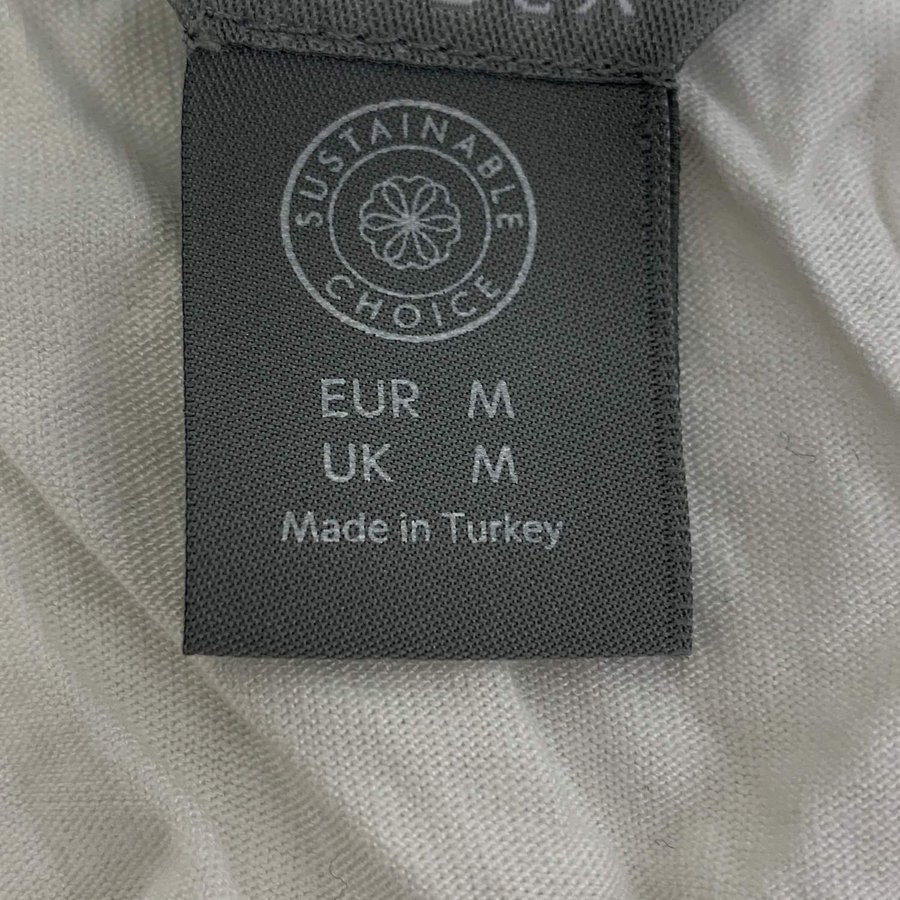 SUSTAINABLE
CHOICE
EUR M
UK M
Made in Turkey